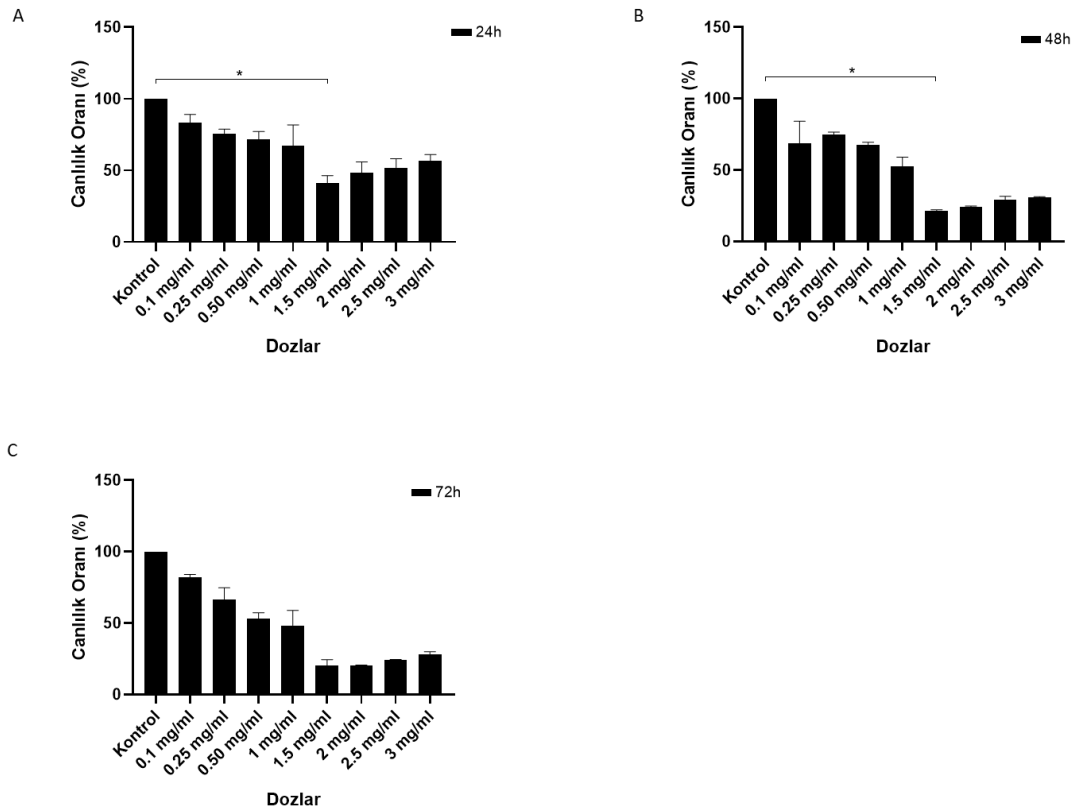 A
150
100
50
0
Canlılık Oranı (%)
24h
*
Kontrol
0.1 mg/ml
0.25 mg/ml
0.50 mg/ml
1 mg/ml
1.5 mg/ml
2 mg/ml
2.5 mg/ml
3 mg/ml
Dozlar
B
150
100
50
0
Canlılık Oranı (%)
48h
*
Kontrol
0.1 mg/ml
0.25 mg/ml
0.50 mg/ml
1 mg/ml
1.5 mg/ml
2 mg/ml
2.5 mg/ml
3 mg/ml
Dozlar
C
150
100
50
0
Canlılık Oranı (%)
72h
Kontrol
0.1 mg/ml
0.25 mg/ml
0.50 mg/ml
1 mg/ml
1.5 mg/ml
2 mg/ml
2.5 mg/ml
3 mg/ml
Dozlar